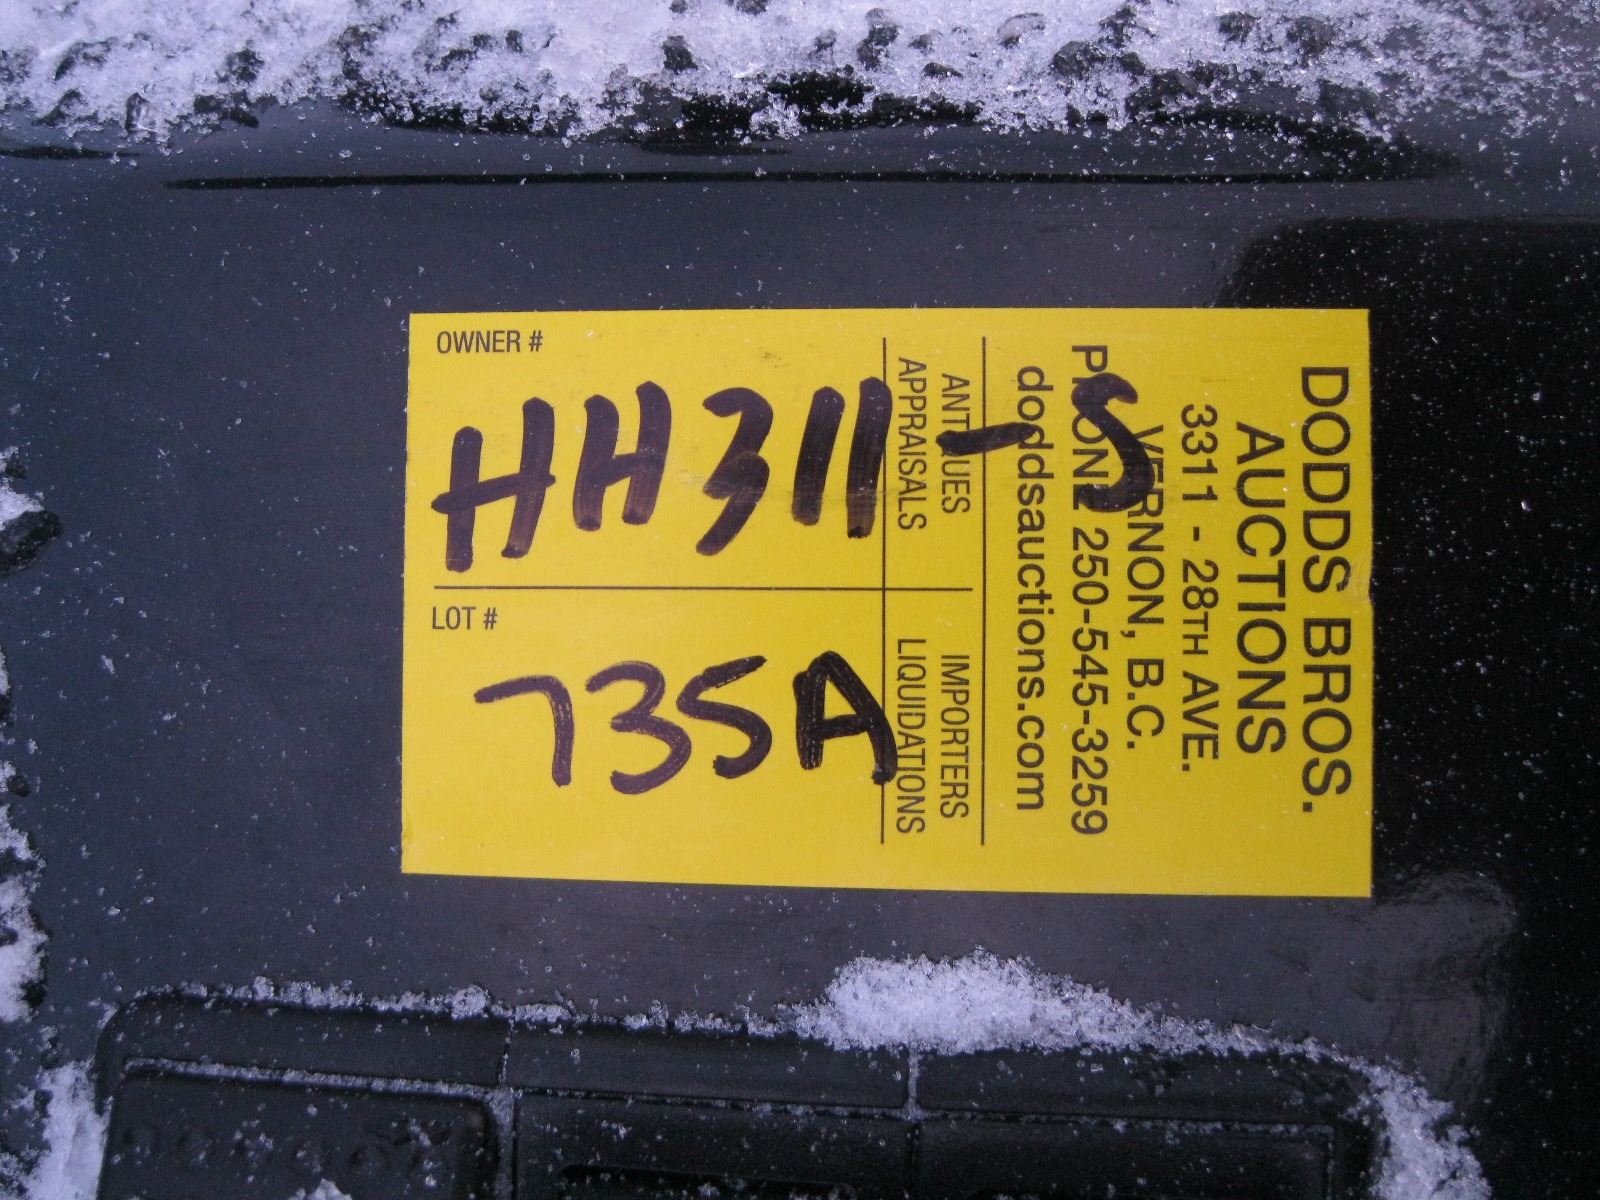 DODDS BROS.
AUCTIONS
3311 - 28TH AVE.
VERNON, B.C.
PHONE 250-545-3259
doddsauctions.com
ANTIQUES IMPORTERS
APPRAISALS LIQUIDATIONS
OWNER #
HH311-S
LOT #
735A